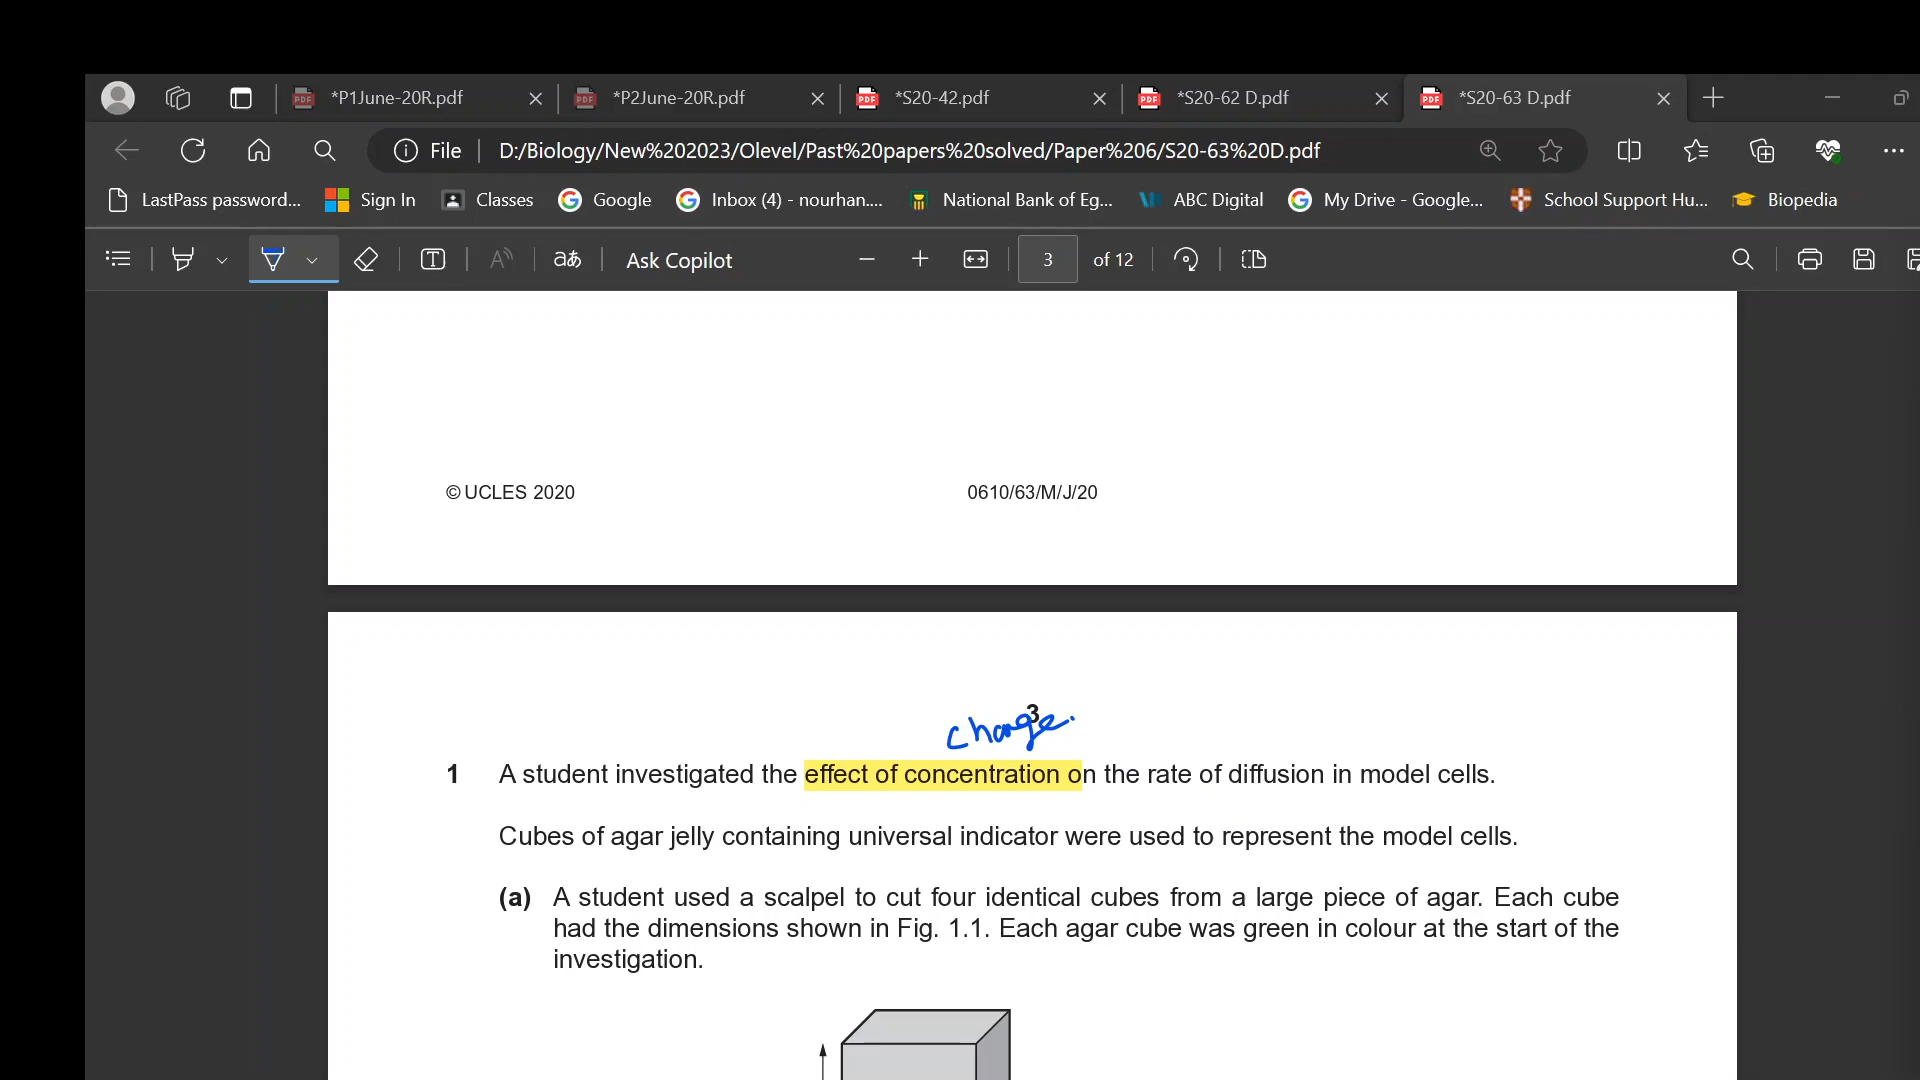 *P1June-20R.pdf *P2June-20R.pdf *S20-42.pdf *S20-62 D.pdf *S20-63 D.pdf
File D:/Biology/New%202023/Olevel/Past%20papers%20solved/Paper%206/S20-63%20D.pdf
LastPass password... Sign In Classes Google Inbox (4) - nourhan.... National Bank of Eg... ABC Digital My Drive - Google... School Support Hu... Biopedia
Ask Copilot 3 of 12
© UCLES 2020 0610/63/M/J/20
3
change.
1 A student investigated the effect of concentration on the rate of diffusion in model cells.
Cubes of agar jelly containing universal indicator were used to represent the model cells.
(a) A student used a scalpel to cut four identical cubes from a large piece of agar. Each cube
had the dimensions shown in Fig. 1.1. Each agar cube was green in colour at the start of the
investigation.